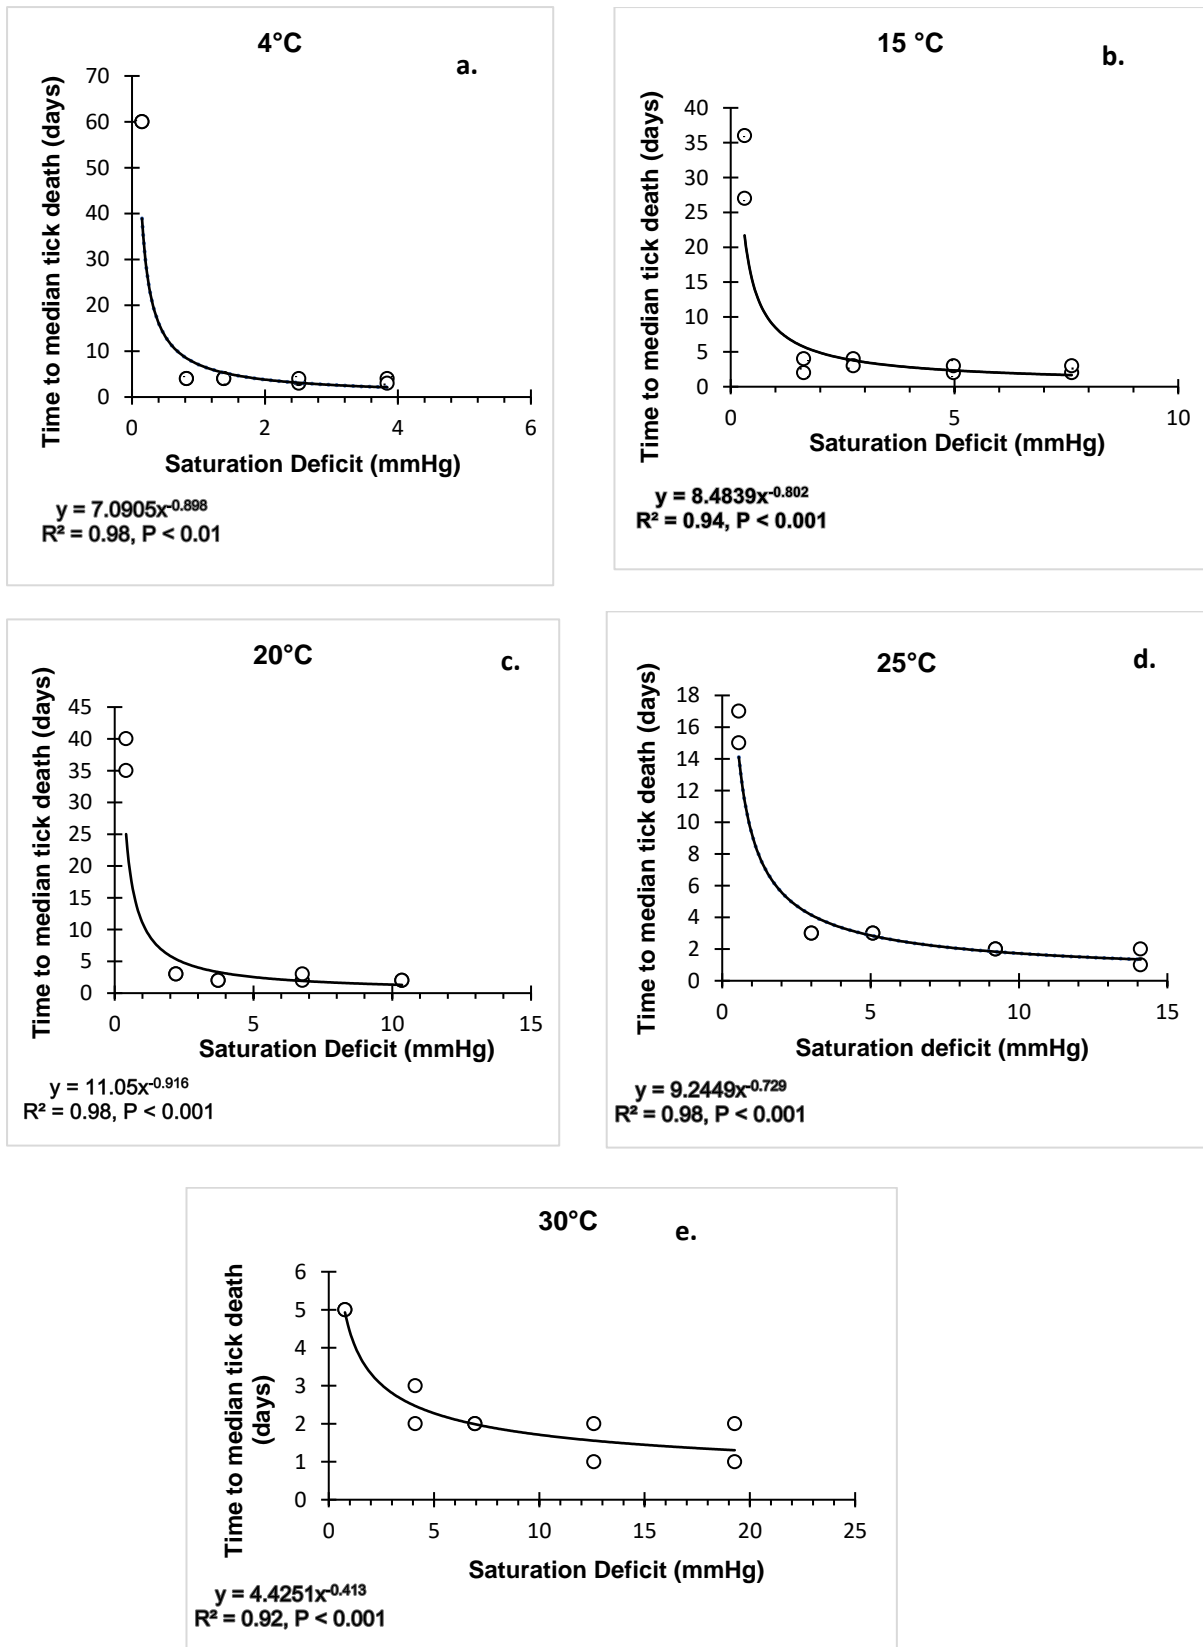 4°C
a.
Time to median tick death (days)
70
60
50
40
30
20
10
0
0 2 4 6
Saturation Deficit (mmHg)
y = 7.0905x^-0.898
R² = 0.98, P < 0.01
15 °C
b.
Time to median tick death (days)
40
35
30
25
20
15
10
5
0
0 5 10
Saturation Deficit (mmHg)
y = 8.4839x^-0.802
R² = 0.94, P < 0.001
20°C
c.
Time to median tick death (days)
45
40
35
30
25
20
15
10
5
0
0 5 10 15
Saturation Deficit (mmHg)
y = 11.05x^-0.916
R² = 0.98, P < 0.001
25°C
d.
Time to median tick death (days)
18
16
14
12
10
8
6
4
2
0
0 5 10 15
Saturation deficit (mmHg)
y = 9.2449x^-0.729
R² = 0.98, P < 0.001
30°C
e.
Time to median tick death
(days)
6
5
4
3
2
1
0
0 5 10 15 20 25
Saturation Deficit (mmHg)
y = 4.4251x^-0.413
R² = 0.92, P < 0.001